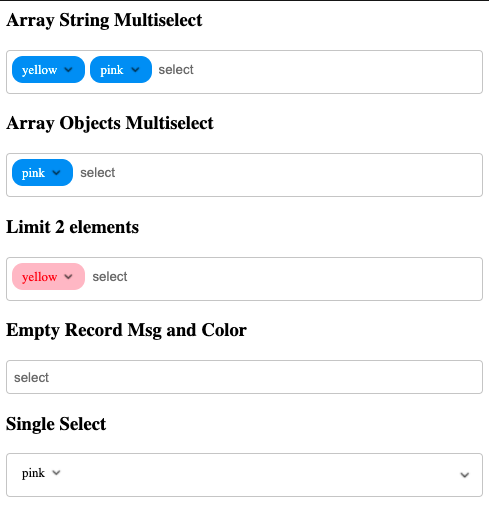 Array String Multiselect
yellow pink select
Array Objects Multiselect
pink select
Limit 2 elements
yellow select
Empty Record Msg and Color
select
Single Select
pink